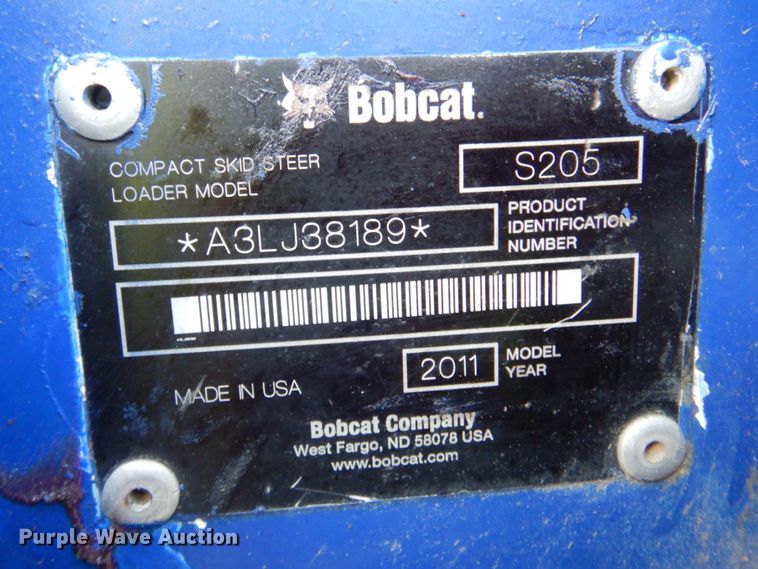 Bobcat.
COMPACT SKID STEER
LOADER MODEL
S205
*A3LJ38189*
PRODUCT
IDENTIFICATION
NUMBER
MADE IN USA
2011
MODEL
YEAR
Bobcat Company
West Fargo, ND 58078 USA
www.bobcat.com
Purple Wave Auction